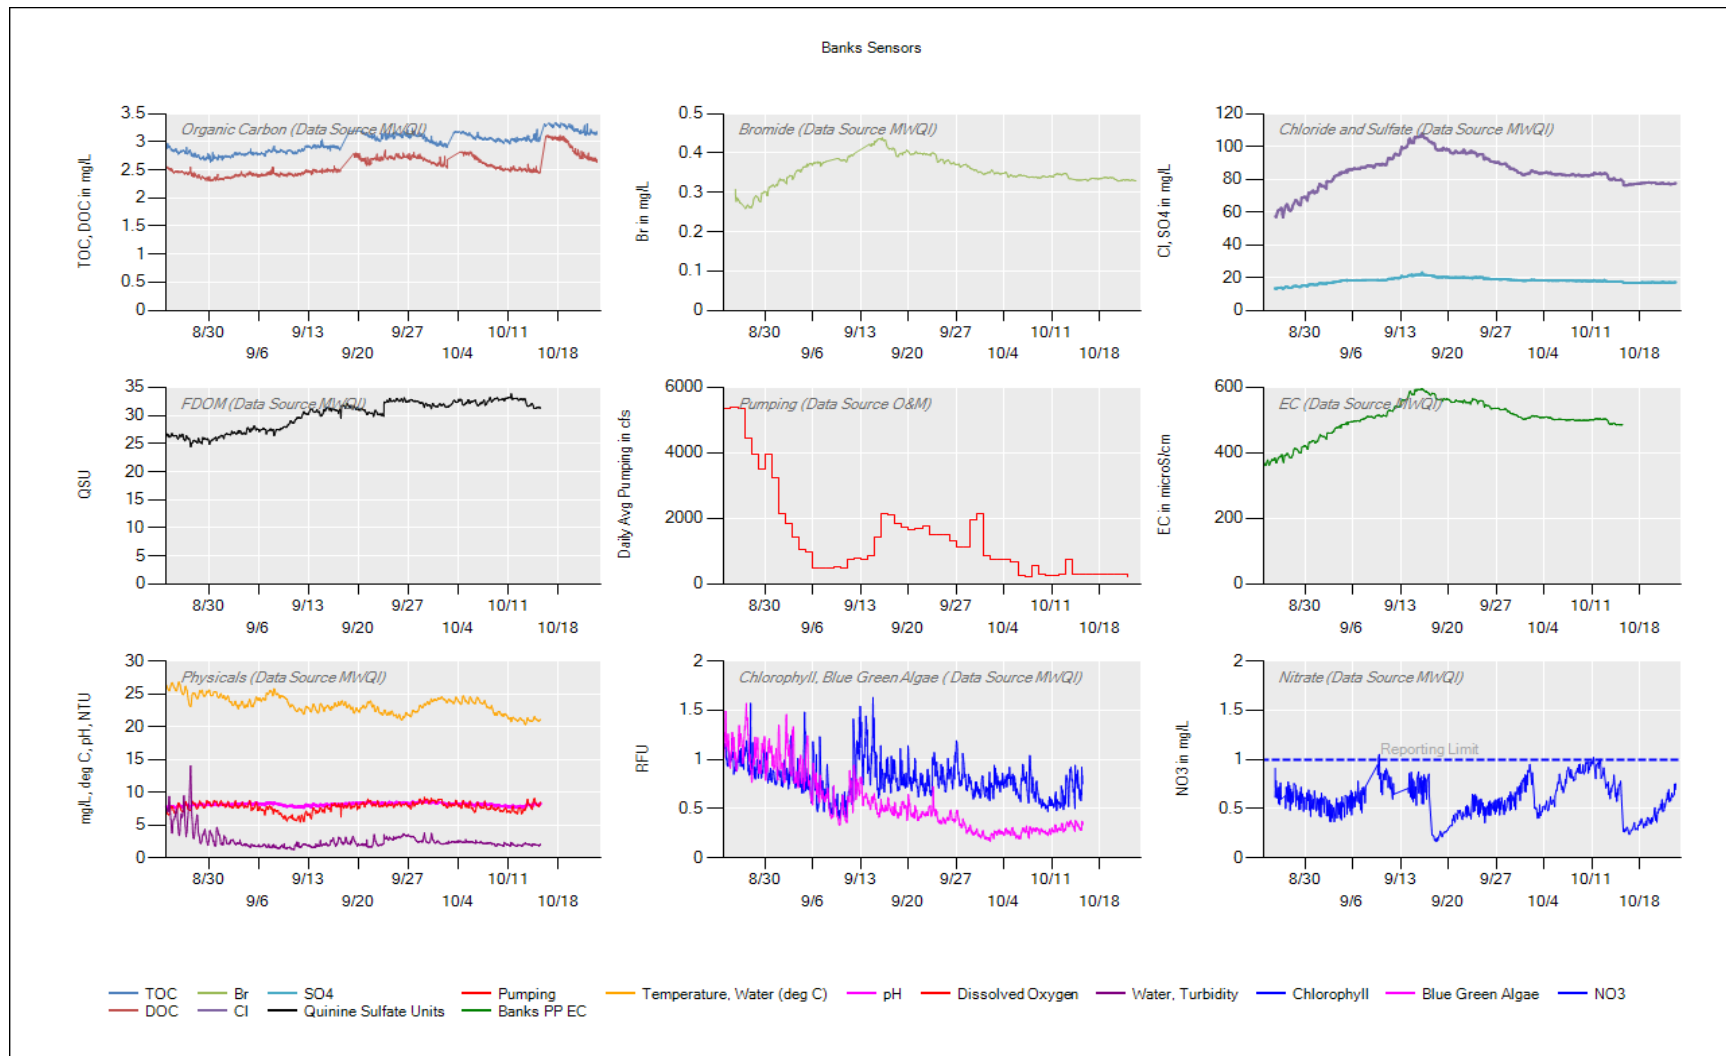 Banks Sensors
Organic Carbon (Data Source MWQI)
TOC, DOC in mg/L
3.5
3
2.5
2
1.5
1
0.5
0
8/30 9/13 9/27 10/11
9/6 9/20 10/4 10/18
Bromide (Data Source MWQI)
Br in mg/L
0.5
0.4
0.3
0.2
0.1
0
8/30 9/13 9/27 10/11
9/6 9/20 10/4 10/18
Chloride and Sulfate (Data Source MWQI)
Cl, SO4 in mg/L
120
100
80
60
40
20
0
8/30 9/13 9/27 10/11
9/6 9/20 10/4 10/18
FDOM (Data Source MWQI)
QSU
35
30
25
20
15
10
5
0
8/30 9/13 9/27 10/11
9/6 9/20 10/4 10/18
Pumping (Data Source O&M)
Daily Avg Pumping in cfs
6000
4000
2000
0
8/30 9/13 9/27 10/11
9/6 9/20 10/4 10/18
EC (Data Source MWQI)
EC in microS/cm
600
400
200
0
8/30 9/13 9/27 10/11
9/6 9/20 10/4 10/18
Physicals (Data Source MWQI)
mg/L, deg C, pH, NTU
30
25
20
15
10
5
0
8/30 9/13 9/27 10/11
9/6 9/20 10/4 10/18
Chlorophyll, Blue Green Algae ( Data Source MWQI)
RFU
2
1.5
1
0.5
0
8/30 9/13 9/27 10/11
9/6 9/20 10/4 10/18
Nitrate (Data Source MWQI)
Reporting Limit
NO3 in mg/L
2
1.5
1
0.5
0
8/30 9/13 9/27 10/11
9/6 9/20 10/4 10/18
TOC Br SO4 Pumping Temperature, Water (deg C) pH Dissolved Oxygen Water, Turbidity Chlorophyll Blue Green Algae NO3
DOC Cl Quinine Sulfate Units Banks PP EC